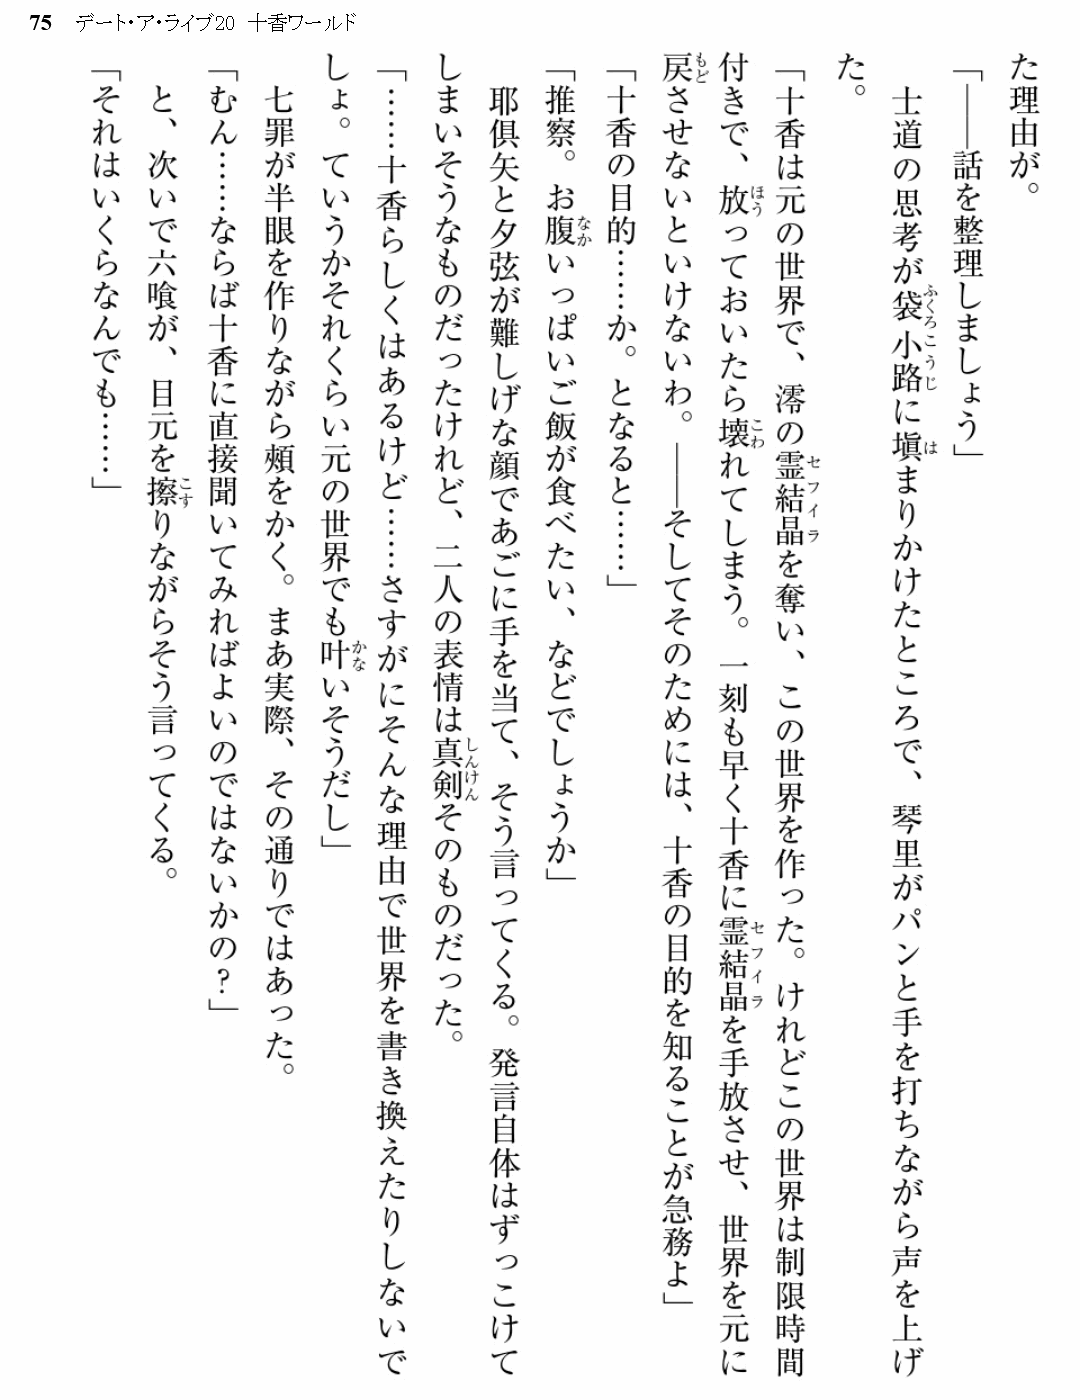 75　デート・ア・ライブ20　十香ワールド
た理由が。
「――話を整理しましょう」
　士道の思考が袋小路に塡まりかけたところで、琴里がパンと手を打ちながら声を上げ
た。
「十香は元の世界で、澪の霊結晶を奪い、この世界を作った。けれどこの世界は制限時間
付きで、放っておいたら壊れてしまう。一刻も早く十香に霊結晶を手放させ、世界を元に
戻させないといけないわ。――そしてそのためには、十香の目的を知ることが急務よ」
「十香の目的……か。となると……」
「推察。お腹いっぱいご飯が食べたい、などでしょうか」
　耶倶矢と夕弦が難しげな顔であごに手を当て、そう言ってくる。発言自体はずっこけて
しまいそうなものだったけれど、二人の表情は真剣そのものだった。
「……十香らしくはあるけど……さすがにそんな理由で世界を書き換えたりしないで
しょ。ていうかそれくらい元の世界でも叶いそうだし」
　七罪が半眼を作りながら頰をかく。まあ実際、その通りではあった。
「むん……ならば十香に直接聞いてみればよいのではないかの？」
　と、次いで六喰が、目元を擦りながらそう言ってくる。
「それはいくらなんでも……」